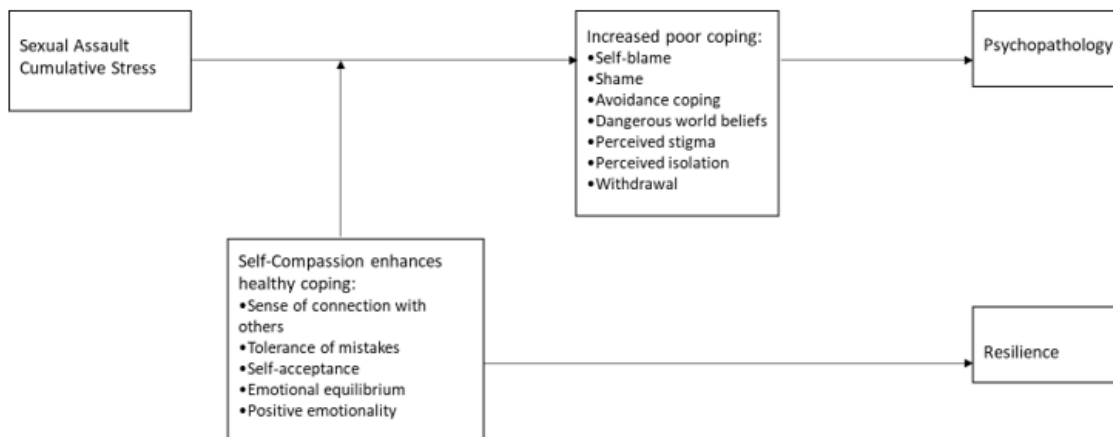 Sexual Assault
Cumulative Stress
Increased poor coping:
•Self-blame
•Shame
•Avoidance coping
•Dangerous world beliefs
•Perceived stigma
•Perceived isolation
•Withdrawal
Psychopathology
Self-Compassion enhances
healthy coping:
•Sense of connection with
others
•Tolerance of mistakes
•Self-acceptance
•Emotional equilibrium
•Positive emotionality
Resilience